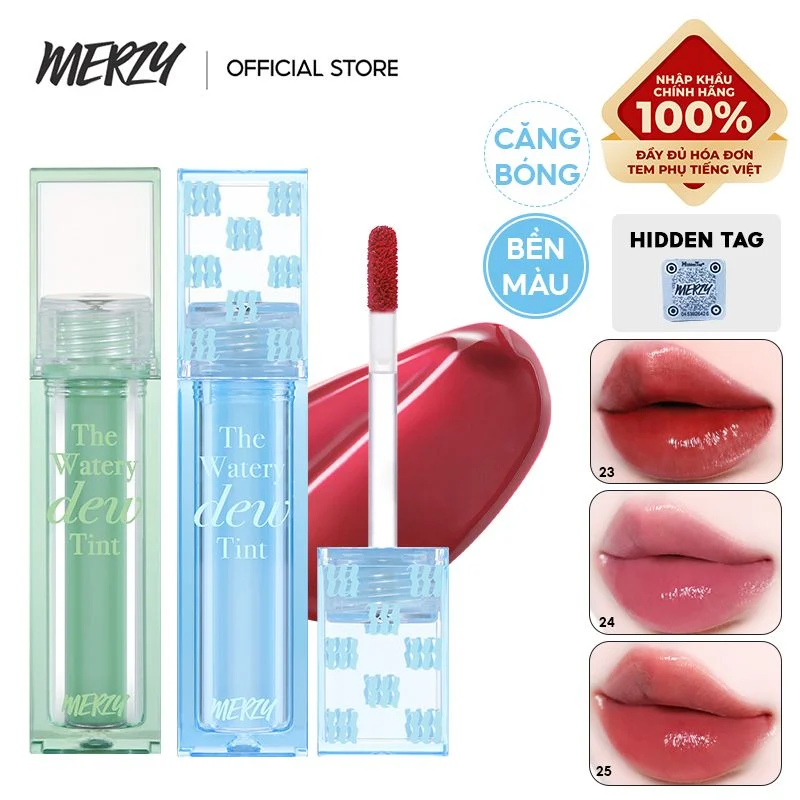 MERZY
OFFICIAL STORE
NHẬP KHẨU
CHÍNH HÃNG
100%
ĐẦY ĐỦ HÓA ĐƠN
TEM PHỤ TIẾNG VIỆT
CĂNG
BÓNG
BỀN
MÀU
HIDDEN TAG
HiddenTag
MERZY
The
Watery
dew
Tint
MERZY
The
Watery
dew
Tint
MERZY
23
24
25